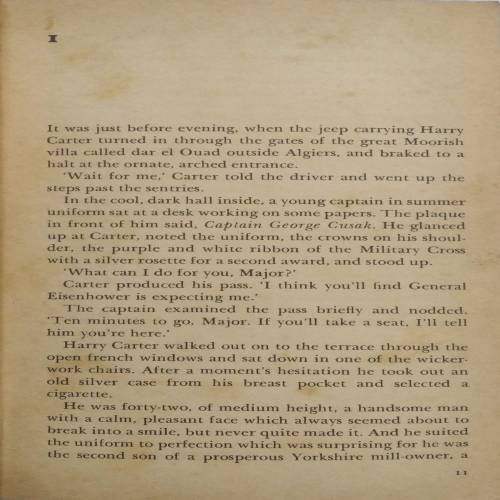 1
It was just before evening, when the jeep carrying Harry
Carter turned in through the gates of the great Moorish
villa called dar el Ouad outside Algiers, and braked to a
halt at the ornate, arched entrance.
'Wait for me,' Carter told the driver and went up the
steps past the sentries.
In the cool, dark hall inside, a young captain in summer
uniform sat at a desk working on some papers. The plaque
in front of him said, Captain George Cusak. He glanced
up at Carter, noted the uniform, the crowns on his shoul-
der, the purple and white ribbon of the Military Cross
with a silver rosette for a second award, and stood up.
'What can I do for you, Major?'
Carter produced his pass. 'I think you'll find General
Eisenhower is expecting me.'
The captain examined the pass briefly and nodded.
'Ten minutes to go, Major. If you'll take a seat, I'll tell
him you're here.'
Harry Carter walked out on to the terrace through the
open french windows and sat down in one of the wicker-
work chairs. After a moment's hesitation he took out an
old silver case from his breast pocket and selected a
cigarette.
He was forty-two, of medium height, a handsome man
with a calm, pleasant face which always seemed about to
break into a smile, but never quite made it. And he suited
the uniform to perfection which was surprising for he was
the second son of a prosperous Yorkshire mill-owner, a
11